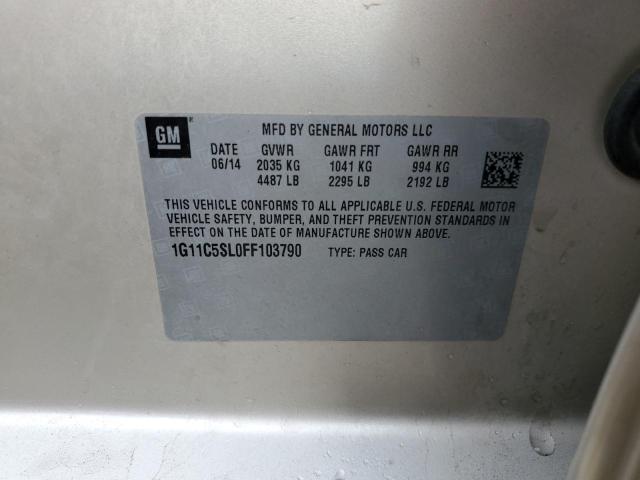 GM
MFD BY GENERAL MOTORS LLC
DATE GVWR GAWR FRT GAWR RR
06/14 2035 KG 1041 KG 994 KG
4487 LB 2295 LB 2192 LB
THIS VEHICLE CONFORMS TO ALL APPLICABLE U.S. FEDERAL MOTOR
VEHICLE SAFETY, BUMPER, AND THEFT PREVENTION STANDARDS IN
EFFECT ON THE DATE OF MANUFACTURE SHOWN ABOVE.
1G11C5SL0FF103790 TYPE: PASS CAR